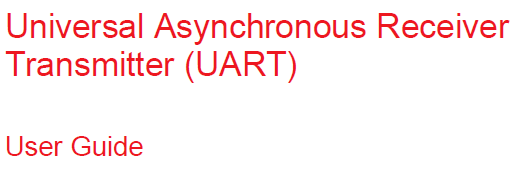 Universal Asynchronous Receiver
Transmitter (UART)
User Guide